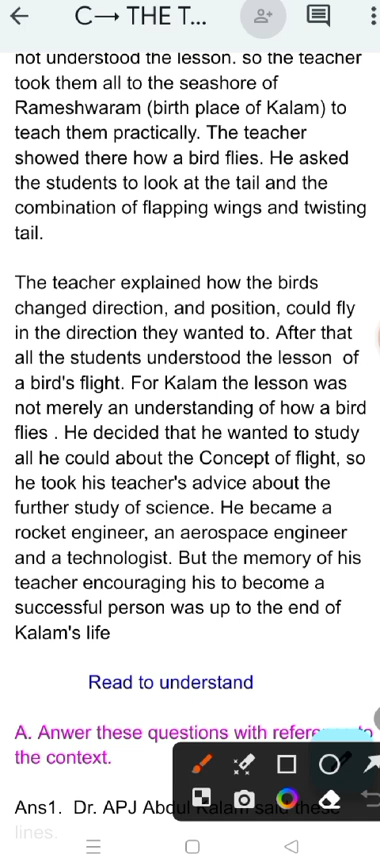 C→ THE T...
not understood the lesson. so the teacher
took them all to the seashore of
Rameshwaram (birth place of Kalam) to
teach them practically. The teacher
showed there how a bird flies. He asked
the students to look at the tail and the
combination of flapping wings and twisting
tail.
The teacher explained how the birds
changed direction, and position, could fly
in the direction they wanted to. After that
all the students understood the lesson of
a bird's flight. For Kalam the lesson was
not merely an understanding of how a bird
flies . He decided that he wanted to study
all he could about the Concept of flight, so
he took his teacher's advice about the
further study of science. He became a
rocket engineer, an aerospace engineer
and a technologist. But the memory of his
teacher encouraging his to become a
successful person was up to the end of
Kalam's life
Read to understand
A. Anwer these questions with reference to
the context.
Ans1. Dr. APJ Abdul Kalam said these
lines.